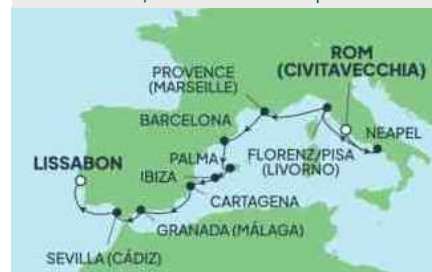 ROM
(CIVITAVECCHIA)
PROVENCE
(MARSEILLE)
BARCELONA
NEAPEL
PALMA
FLORENZ/PISA
(LIVORNO)
LISSABON
IBIZA
CARTAGENA
GRANADA (MÁLAGA)
SEVILLA (CÁDIZ)